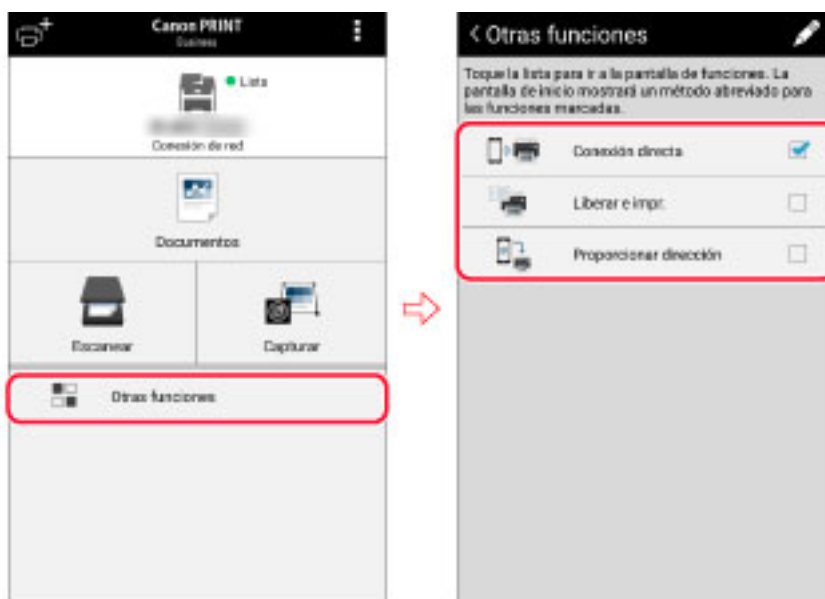 Canon PRINT
Business
Lista
Conexión de red
Documentos
Escanear
Capturar
Otras funciones
Otras funciones
Toque la lista para ir a la pantalla de funciones. La
pantalla de inicio mostrará un método abreviado para
las funciones marcadas.
Conexión directa
Liberar e impr.
Proporcionar dirección